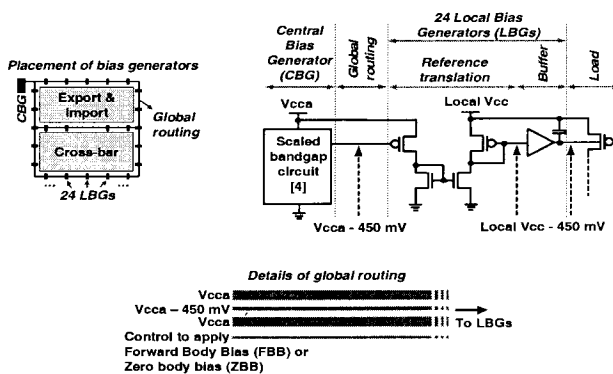 Placement of bias generators
CBG
Export &
Import
Cross-bar
Global
routing
...
...
24 LBGs
Central
Bias
Generator
(CBG)
Global
routing
24 Local Bias
Generators (LBGs)
Reference
translation
Buffer
Load
Vcca
Local Vcc
Scaled
bandgap
circuit
[4]
Vcca - 450 mV
Local Vcc - 450 mV
Details of global routing
Vcca
Vcca – 450 mV
Vcca
Control to apply
Forward Body Bias (FBB) or
Zero body bias (ZBB)
To LBGs